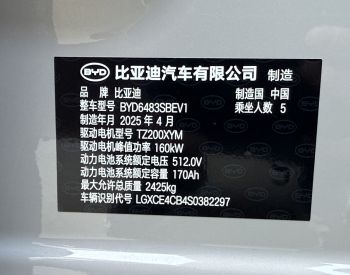 BYD 比亚迪汽车有限公司 制造
品 牌 比亚迪 制造国 中国
整车型号 BYD6483SBEV1 乘坐人数 5
制造年月 2025 年 4 月
驱动电机型号 TZ200XYM
驱动电机峰值功率 160kW
动力电池系统额定电压 512.0V
动力电池系统额定容量 170Ah
最大允许总质量 2425kg
车辆识别代号 LGXCE4CB4S0382297